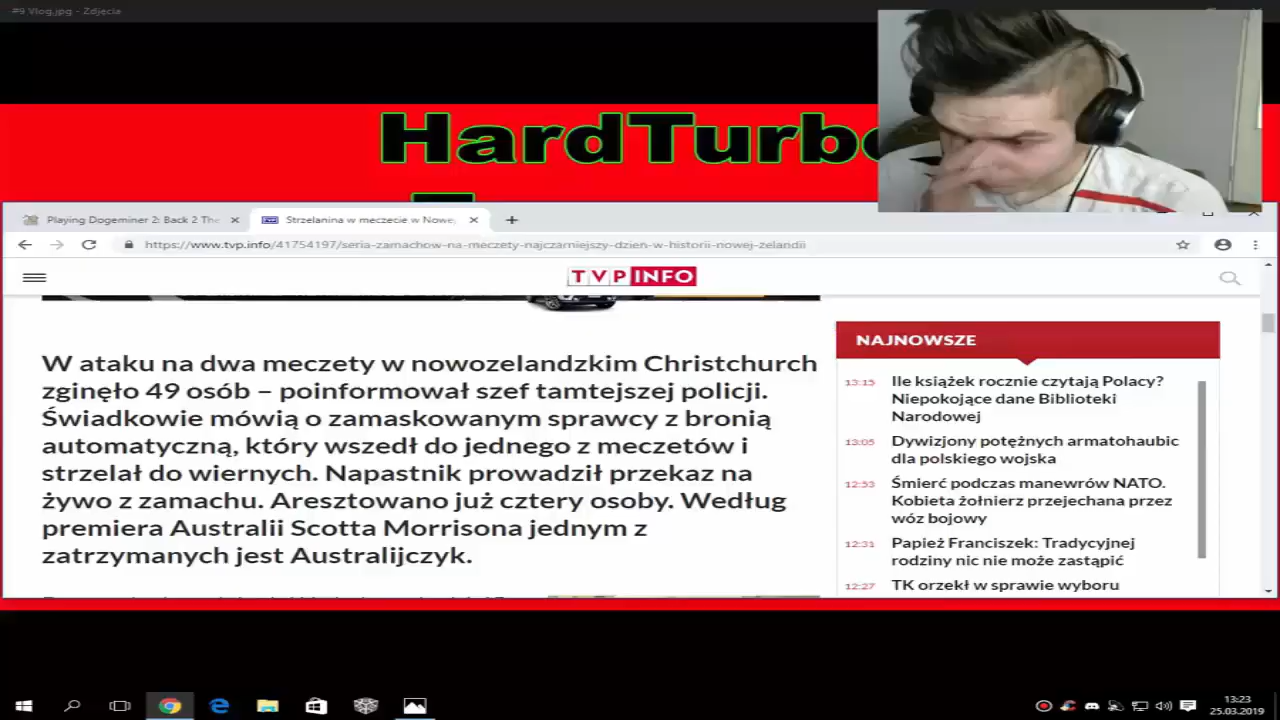 #9 Vlog.jpg - Zdjęcia
HardTurbo
Playing Dogeminer 2: Back 2 The
Strzelanina w meczecie w Nowe
https://www.tvp.info/41754197/seria-zamachow-na-meczety-najczarniejszy-dzien-w-historii-nowej-zelandii
TVP INFO
W ataku na dwa meczety w nowozelandzkim Christchurch
zginęło 49 osób – poinformował szef tamtejszej policji.
Świadkowie mówią o zamaskowanym sprawcy z bronią
automatyczną, który wszedł do jednego z meczetów i
strzelał do wiernych. Napastnik prowadził przekaz na
żywo z zamachu. Aresztowano już cztery osoby. Według
premiera Australii Scotta Morrisona jednym z
zatrzymanych jest Australijczyk.
NAJNOWSZE
13:15 Ile książek rocznie czytają Polacy?
Niepokojące dane Biblioteki
Narodowej
13:05 Dywizjony potężnych armatohaubic
dla polskiego wojska
12:53 Śmierć podczas manewrów NATO.
Kobieta żołnierz przejechana przez
wóz bojowy
12:31 Papież Franciszek: Tradycyjnej
rodziny nic nie może zastąpić
12:27 TK orzekł w sprawie wyboru
13:23
25.03.2019